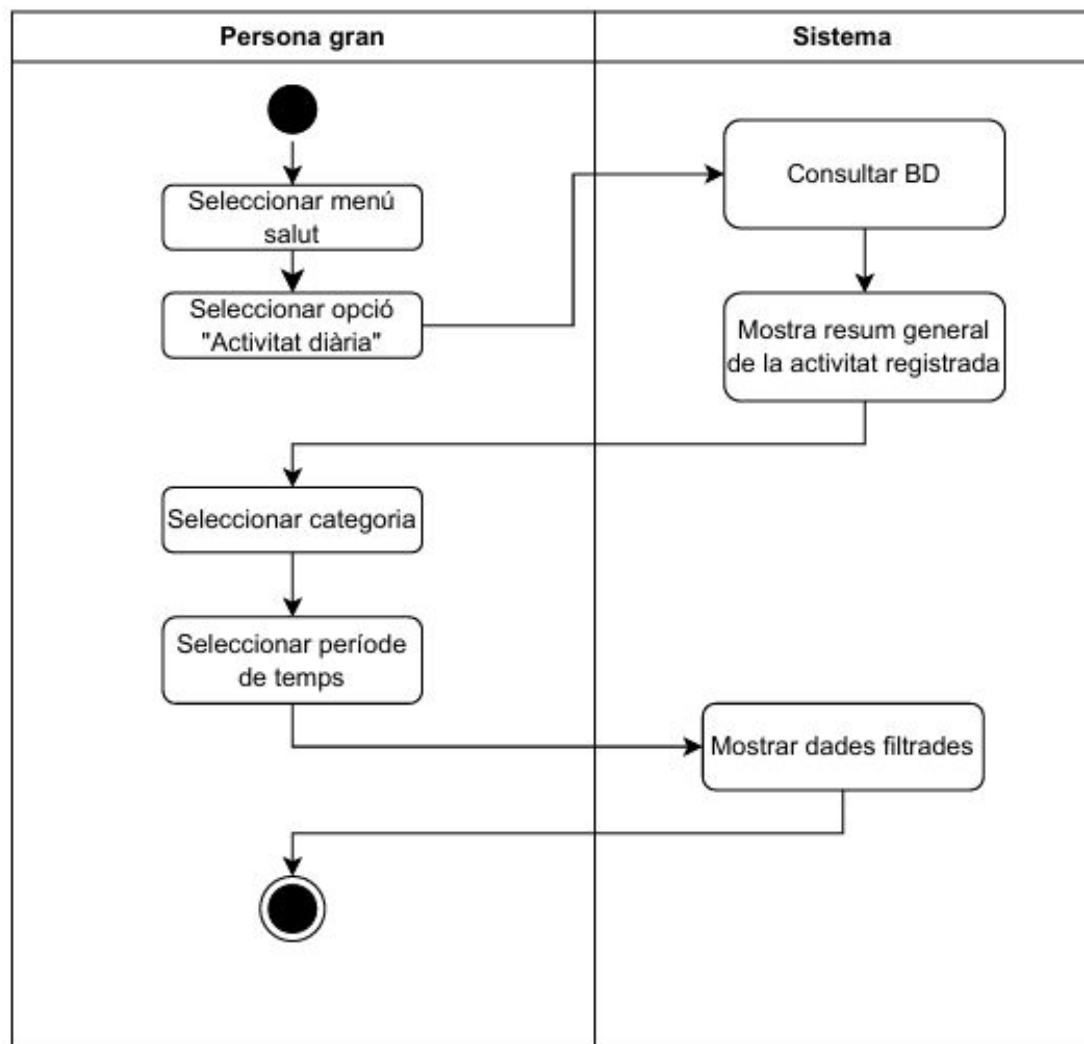 Persona gran
Sistema
Seleccionar menú
salut
Seleccionar opció
"Activitat diària"
Consultar BD
Mostra resum general
de la activitat registrada
Seleccionar categoria
Seleccionar període
de temps
Mostrar dades filtrades